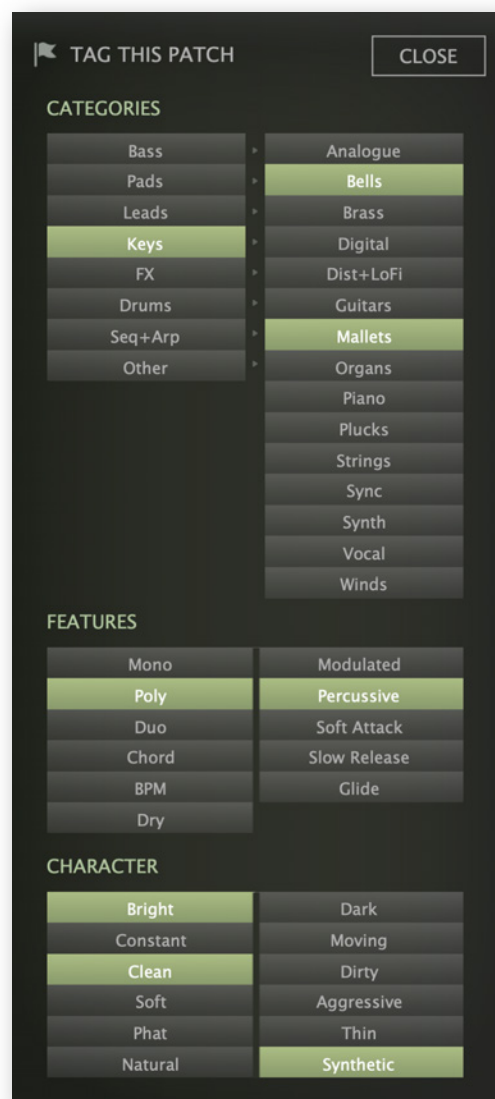 TAG THIS PATCH
CLOSE
CATEGORIES
Bass
Pads
Leads
Keys
FX
Drums
Seq+Arp
Other
Analogue
Bells
Brass
Digital
Dist+LoFi
Guitars
Mallets
Organs
Piano
Plucks
Strings
Sync
Synth
Vocal
Winds
FEATURES
Mono
Poly
Duo
Chord
BPM
Dry
Modulated
Percussive
Soft Attack
Slow Release
Glide
CHARACTER
Bright
Constant
Clean
Soft
Phat
Natural
Dark
Moving
Dirty
Aggressive
Thin
Synthetic